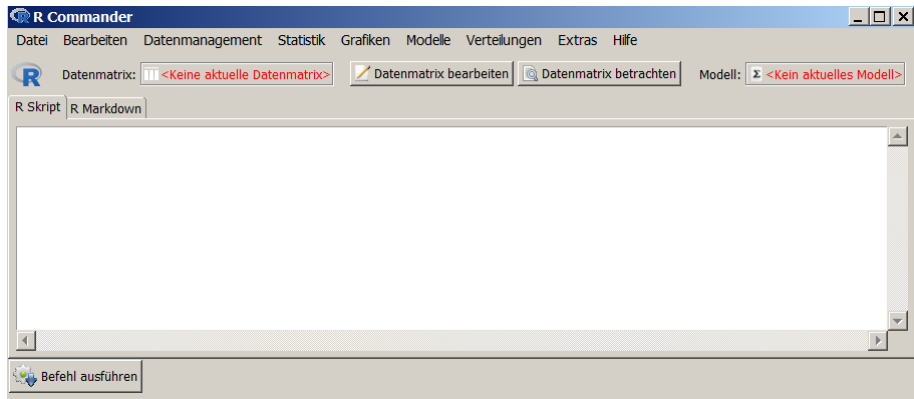 R Commander
Datei Bearbeiten Datenmanagement Statistik Grafiken Modelle Verteilungen Extras Hilfe
R Datenmatrix: <Keine aktuelle Datenmatrix> Datenmatrix bearbeiten Datenmatrix betrachten Modell: Σ <Kein aktuelles Modell>
R Skript R Markdown
Befehl ausführen